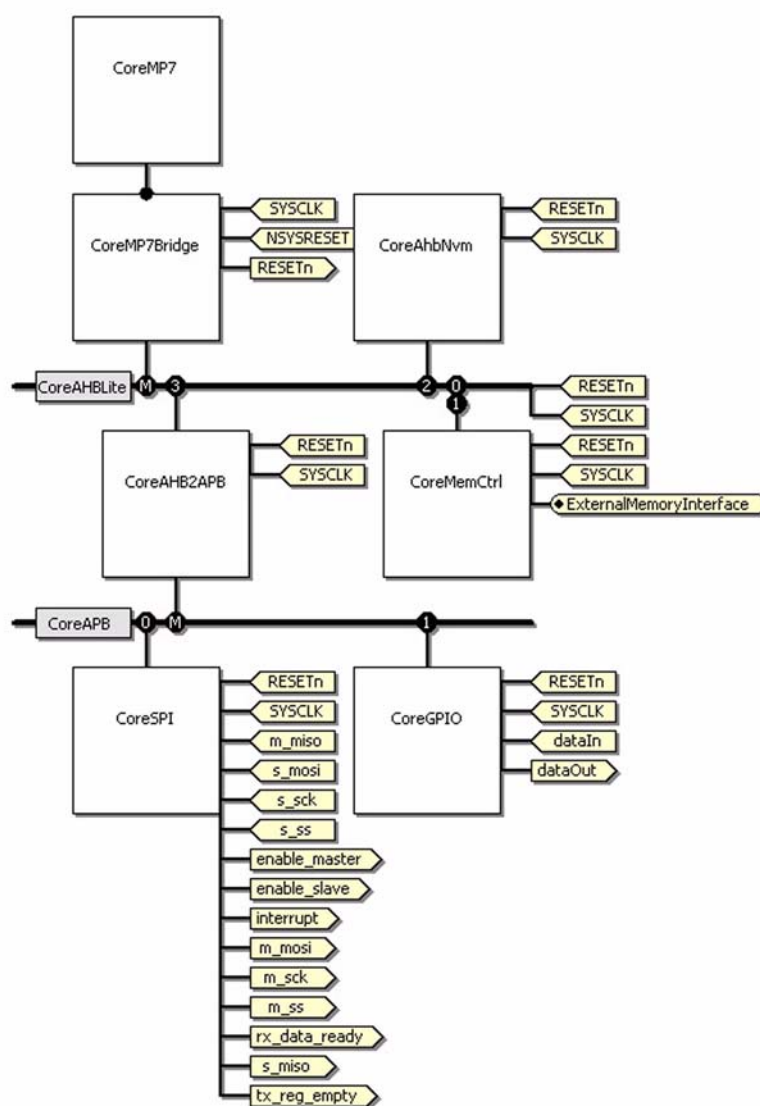 CoreMP7
CoreMP7Bridge
SYSCLK
NSYSRESET
RESETn
CoreAhbNvm
RESETn
SYSCLK
CoreAHBLite
M
3
2
0
1
RESETn
SYSCLK
CoreAHB2APB
RESETn
SYSCLK
CoreMemCtrl
RESETn
SYSCLK
ExternalMemoryInterface
CoreAPB
0
M
1
CoreSPI
RESETn
SYSCLK
m_miso
s_mosi
s_sck
s_ss
enable_master
enable_slave
interrupt
m_mosi
m_sck
m_ss
rx_data_ready
s_miso
tx_reg_empty
CoreGPIO
RESETn
SYSCLK
dataIn
dataOut